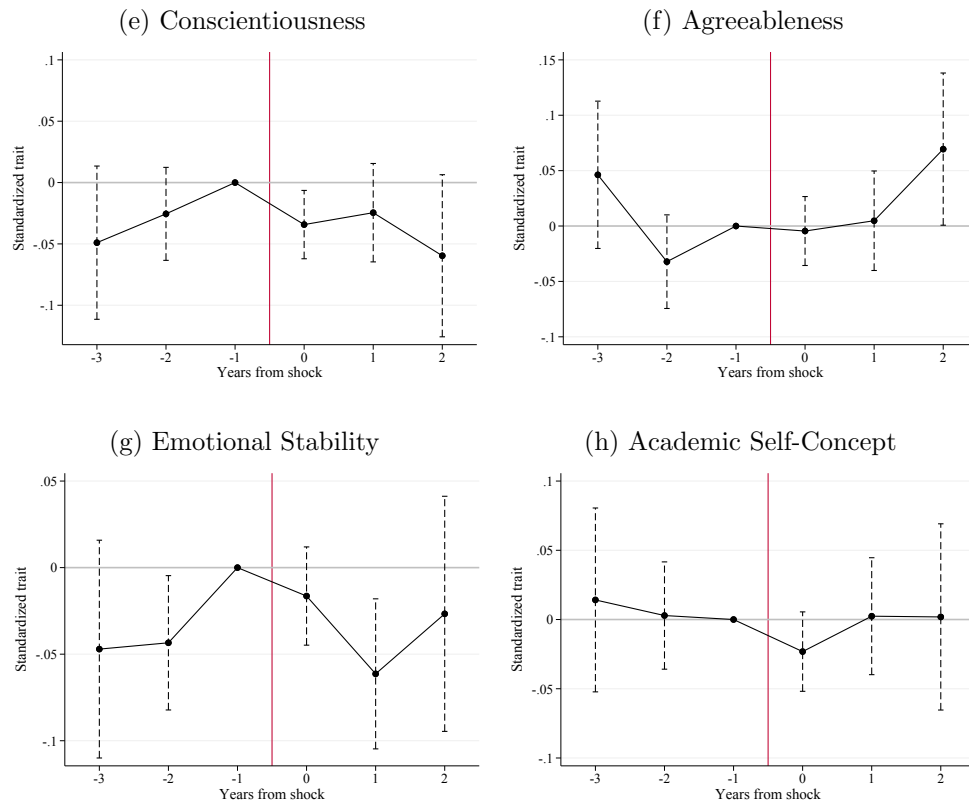 (e) Conscientiousness
.1
.05
0
-.05
-.1
Standardized trait
-3 -2 -1 0 1 2
Years from shock
(f) Agreeableness
.15
.1
.05
0
-.05
-.1
Standardized trait
-3 -2 -1 0 1 2
Years from shock
(g) Emotional Stability
.05
0
-.05
-.1
Standardized trait
-3 -2 -1 0 1 2
Years from shock
(h) Academic Self-Concept
.1
.05
0
-.05
-.1
Standardized trait
-3 -2 -1 0 1 2
Years from shock